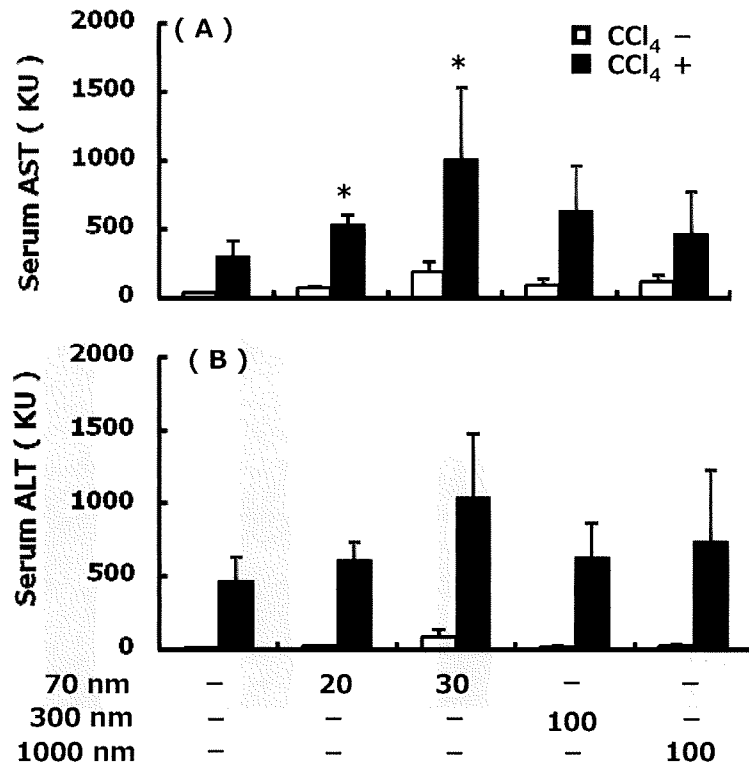 ( A )
CCl₄ −
CCl₄ +
Serum AST ( KU )
2000
1500
1000
500
0
*
*
( B )
Serum ALT ( KU )
2000
1500
1000
500
0
70 nm − 20 30 − −
300 nm − − − 100 −
1000 nm − − − − 100